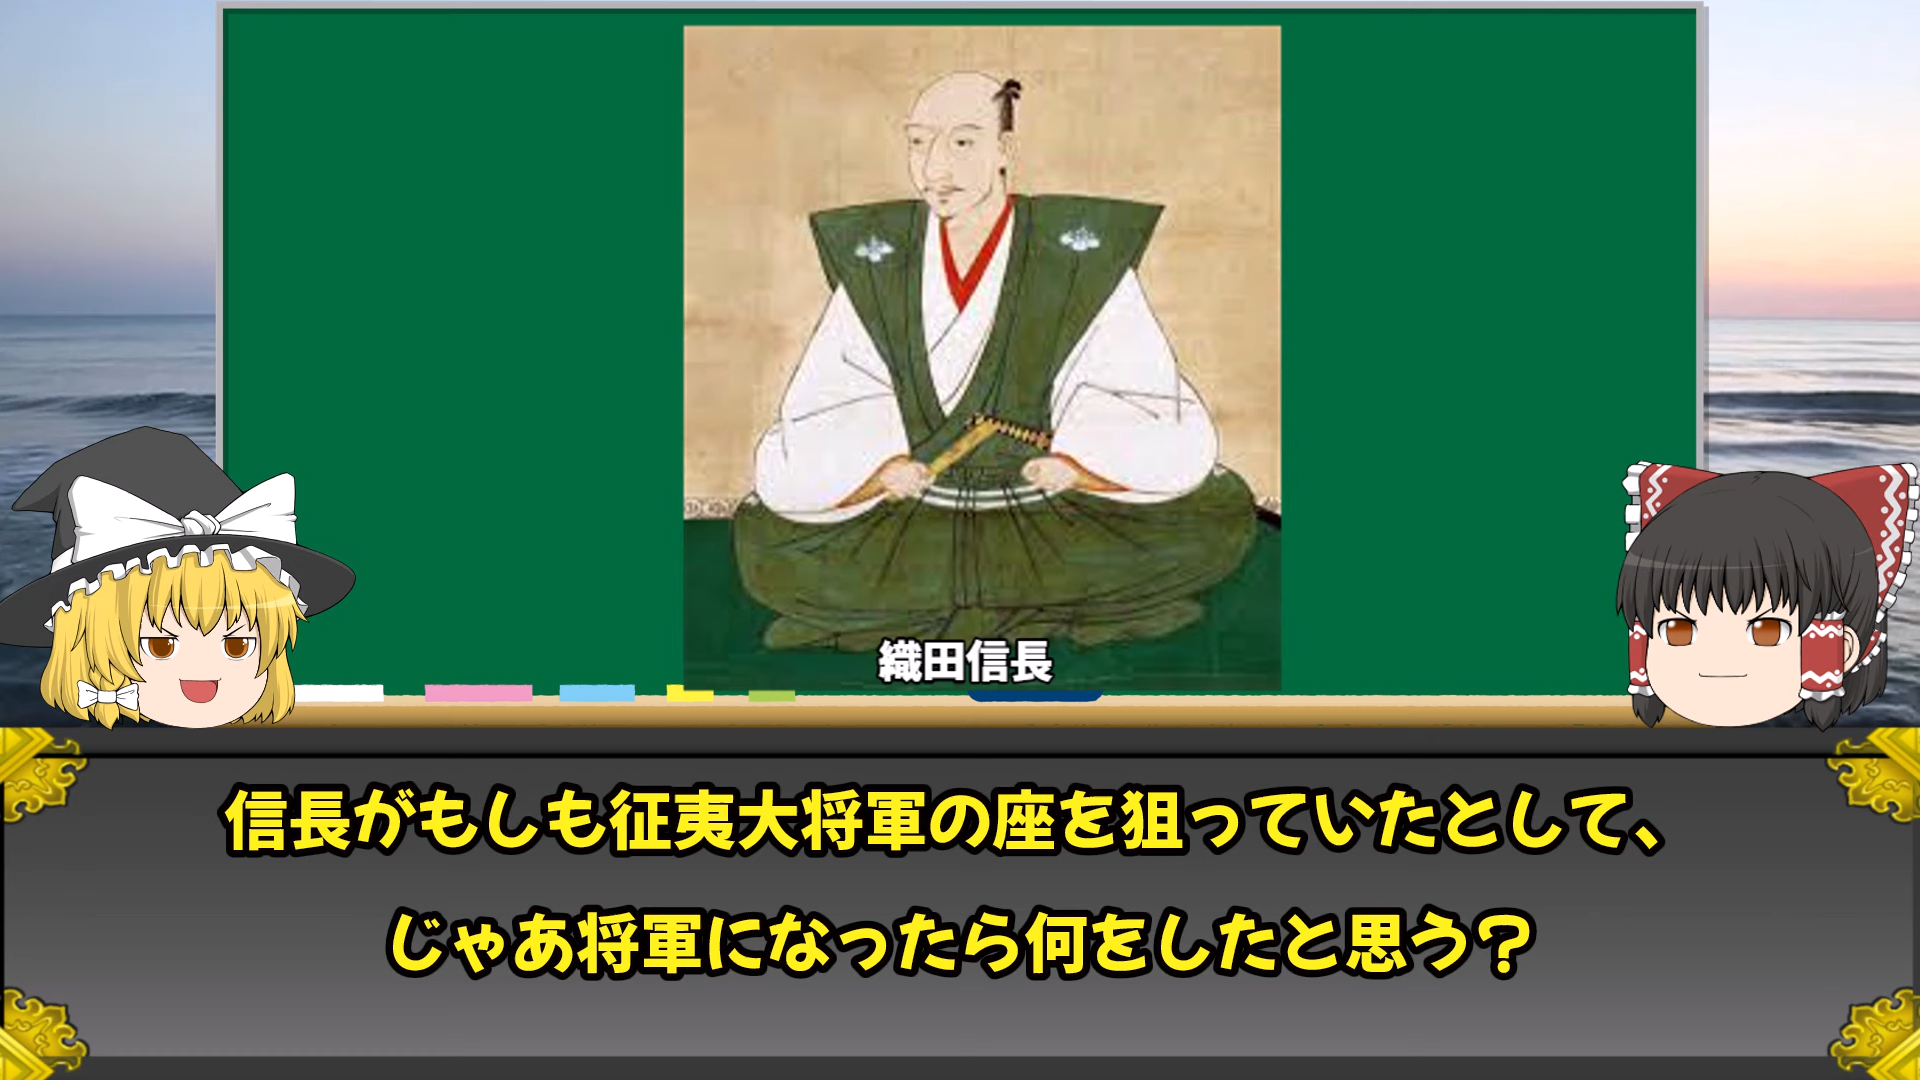 織田信長
信長がもしも征夷大将軍の座を狙っていたとして、
じゃあ将軍になったら何をしたと思う？